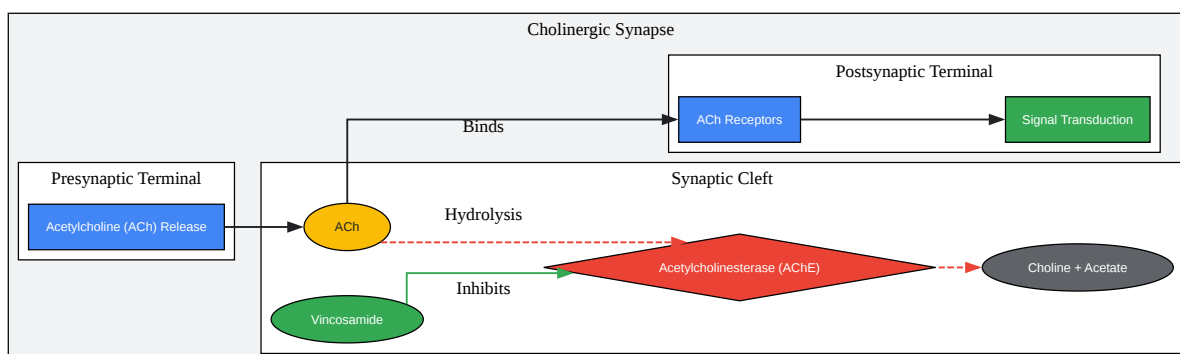 Cholinergic Synapse
Postsynaptic Terminal
ACh Receptors
Signal Transduction
Binds
Presynaptic Terminal
Acetylcholine (ACh) Release
Synaptic Cleft
ACh
Hydrolysis
Acetylcholinesterase (AChE)
Choline + Acetate
Inhibits
Vincosamide